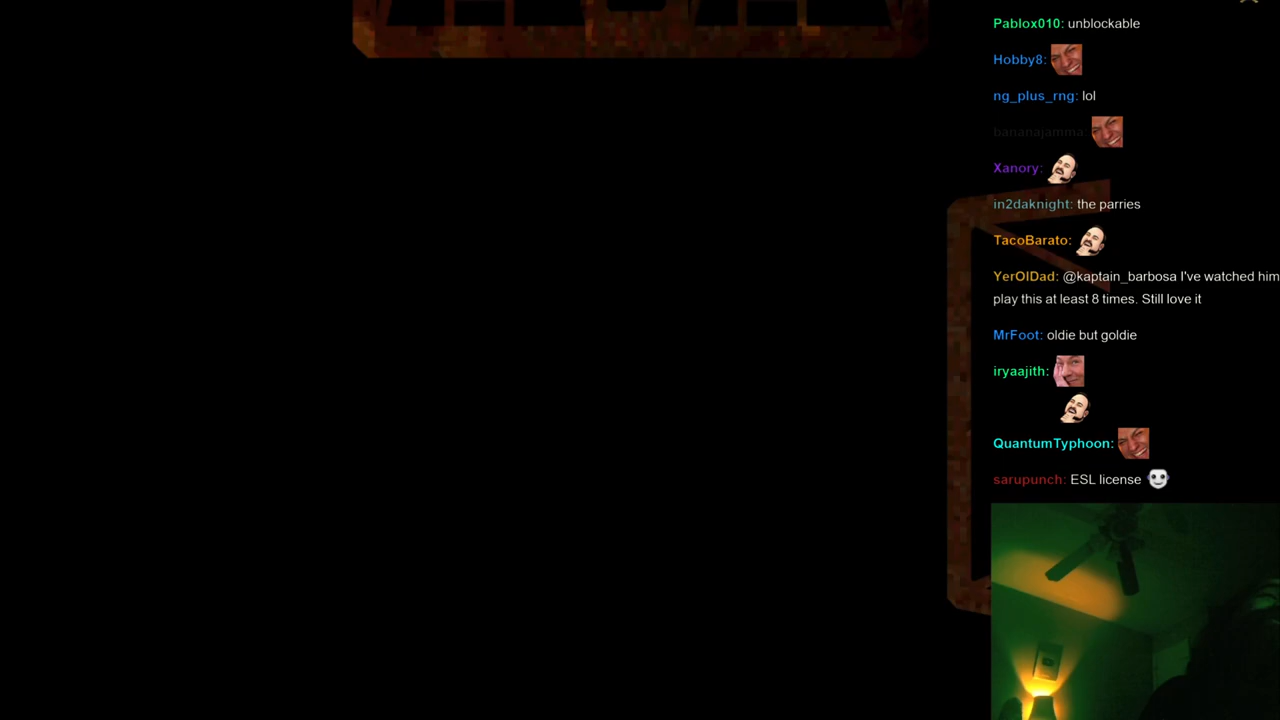 Pablox010: unblockable
Hobby8:
ng_plus_rng: lol
bananajamma:
Xanory:
in2daknight: the parries
TacoBarato:
YerOlDad: @kaptain_barbosa I've watched him
play this at least 8 times. Still love it
MrFoot: oldie but goldie
iryaajith:
QuantumTyphoon:
sarupunch: ESL license